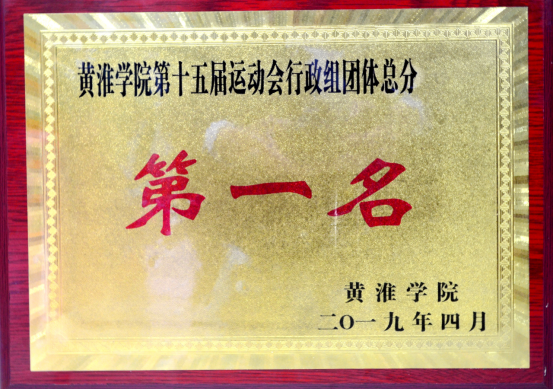 黄淮学院第十五届运动会行政组团体总分
第一名
黄淮学院
二〇一九年四月